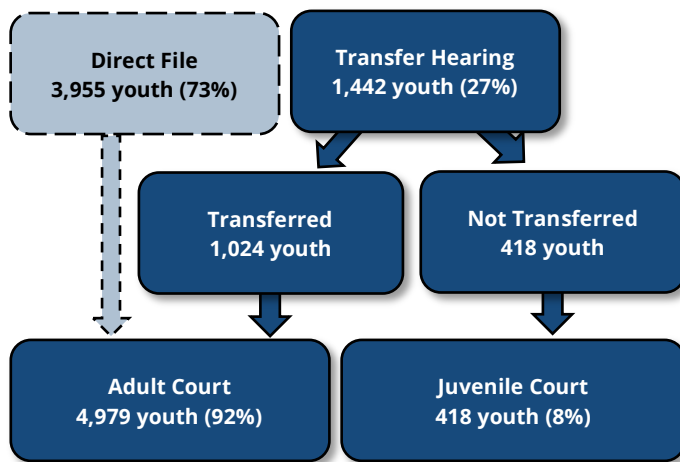 Direct File
3,955 youth (73%)
Transfer Hearing
1,442 youth (27%)
Transferred
1,024 youth
Not Transferred
418 youth
Adult Court
4,979 youth (92%)
Juvenile Court
418 youth (8%)